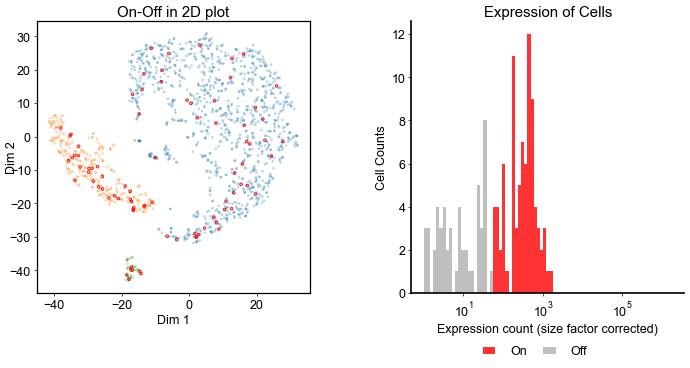 On-Off in 2D plot
30
20
10
0
−10
−20
−30
−40
Dim 2
−40
−20
0
20
Dim 1
Expression of Cells
12
10
8
6
4
2
0
Cell Counts
10^1
10^3
10^5
Expression count (size factor corrected)
On
Off